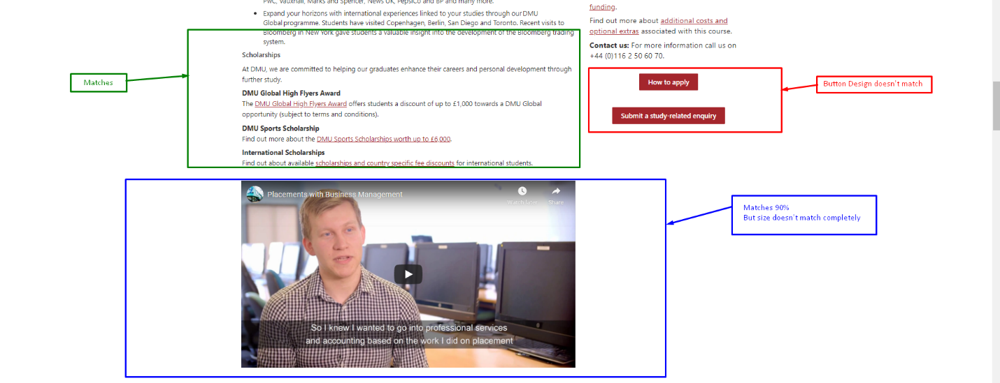 PwC, Vauxhall, Marks and Spencer, News UK, PepsiCo and BP and many more.
• Expand your horizons with international experiences linked to your studies through our DMU
Global programme. Students have visited Copenhagen, Berlin, San Diego and Toronto. Recent visits to
Bloomberg in New York gave students a valuable insight into the development of the Bloomberg trading
system.
Scholarships
At DMU, we are committed to helping our graduates enhance their careers and personal development through
further study.
DMU Global High Flyers Award
The DMU Global High Flyers Award offers students a discount of up to £1,000 towards a DMU Global
opportunity (subject to terms and conditions).
DMU Sports Scholarship
Find out more about the DMU Sports Scholarships worth up to £6,000.
International Scholarships
Find out about available scholarships and country specific fee discounts for international students.
funding.
Find out more about additional costs and
optional extras associated with this course.
Contact us: For more information call us on
+44 (0)116 2 50 60 70.
How to apply
Submit a study-related enquiry
Matches
Button Design doesn't match
Placements with Business Management
Watch later
Share
So I knew I wanted to go into professional services
and accounting based on the work I did on placement
Matches 90%
But size doesn't match completely